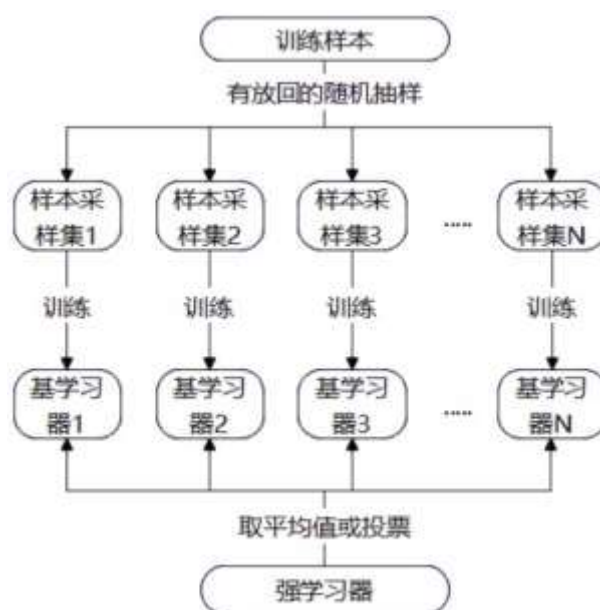 训练样本
有放回的随机抽样
样本采 样本采 样本采 样本采
样集1 样集2 样集3 ..... 样集N
训练 训练 训练 训练
基学习 基学习 基学习 基学习
器1 器2 器3 ..... 器N
取平均值或投票
强学习器